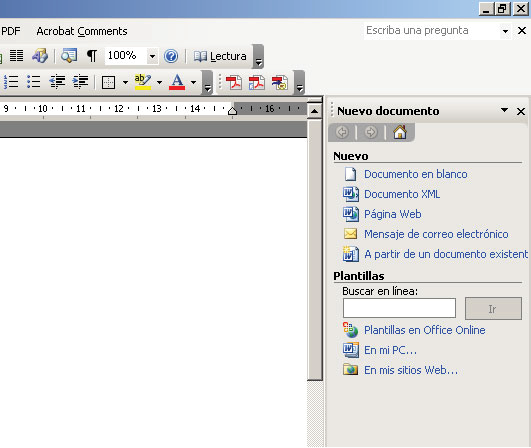 PDF Acrobat Comments Escriba una pregunta
100% Lectura
9 10 11 12 13 14 16
Nuevo documento
Nuevo
Documento en blanco
Documento XML
Página Web
Mensaje de correo electrónico
A partir de un documento existent
Plantillas
Buscar en línea:
Ir
Plantillas en Office Online
En mi PC...
En mis sitios Web...